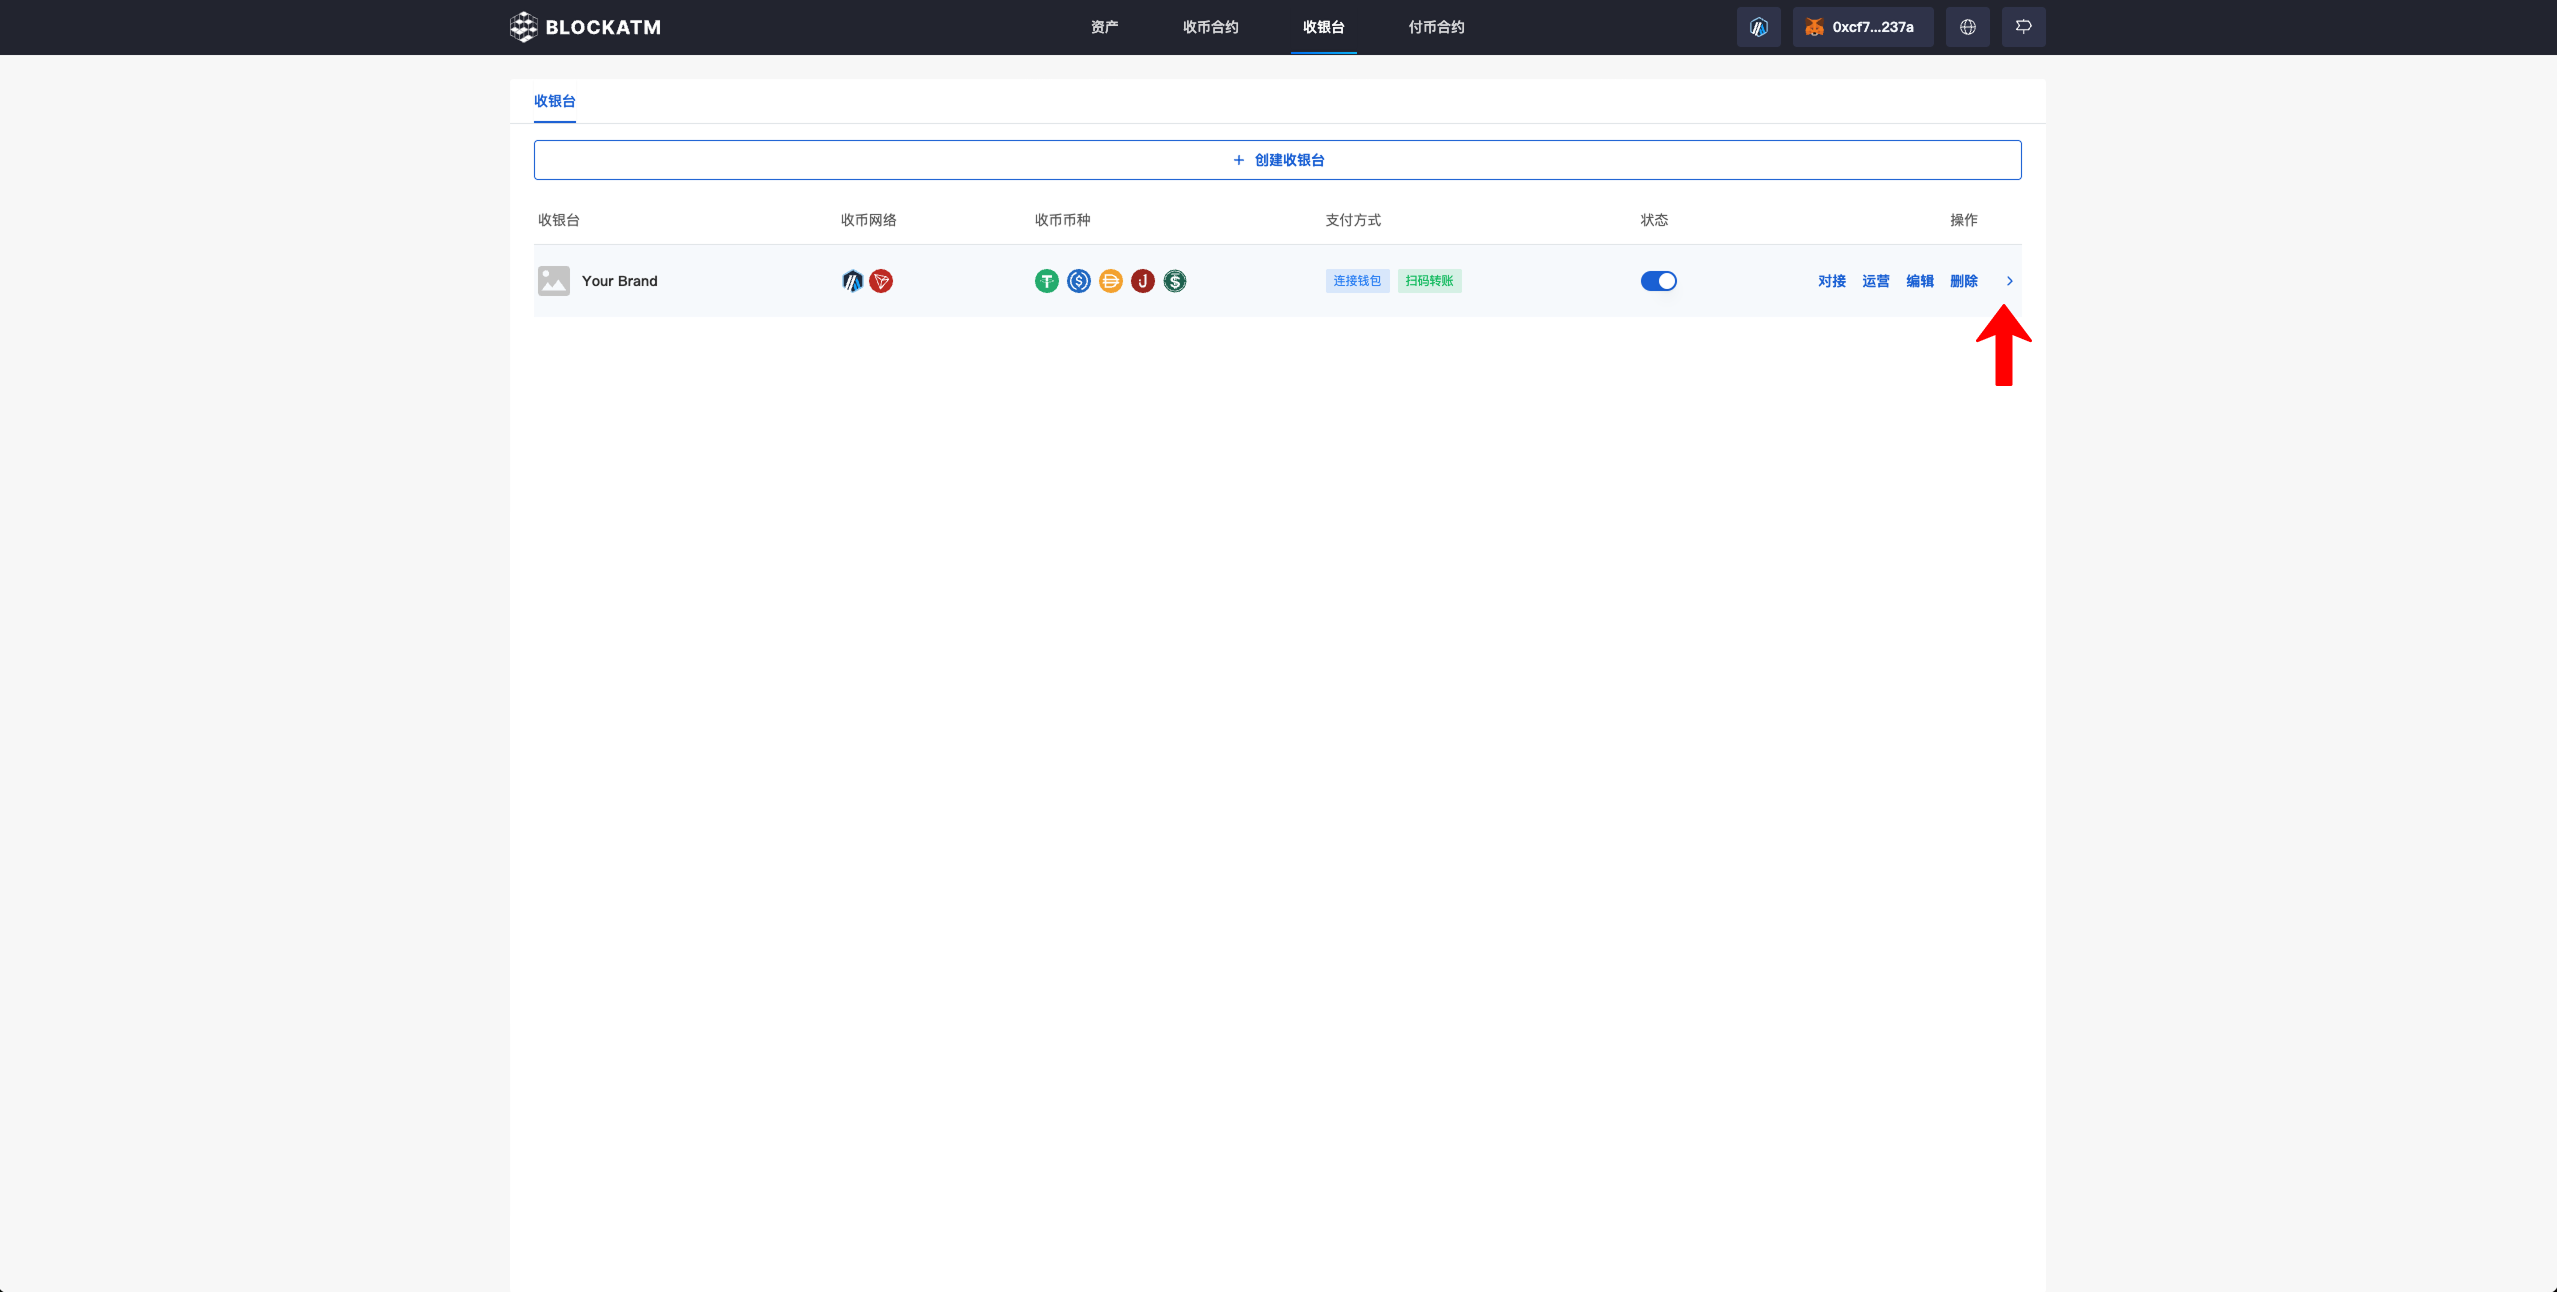 BLOCKATM 资产 收币合约 收银台 付币合约 0xcf7...237a
收银台
+ 创建收银台
收银台 收币网络 收币币种 支付方式 状态 操作
Your Brand 连接钱包 扫码转账 对接 运营 编辑 删除 >